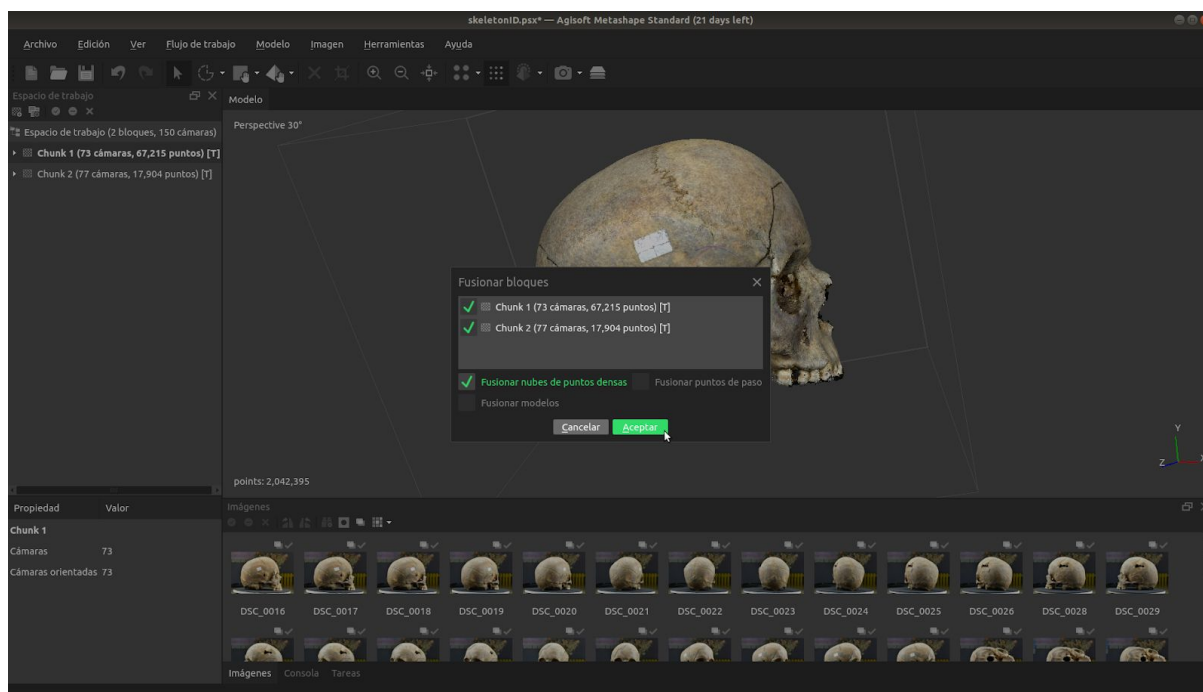 skeletonID.psx* — Agisoft Metashape Standard (21 days left)
Archivo Edición Ver Flujo de trabajo Modelo Imagen Herramientas Ayuda
Espacio de trabajo
Modelo
Espacio de trabajo (2 bloques, 150 cámaras)
Chunk 1 (73 cámaras, 67,215 puntos) [T]
Chunk 2 (77 cámaras, 17,904 puntos) [T]
Perspective 30°
Fusionar bloques
Chunk 1 (73 cámaras, 67,215 puntos) [T]
Chunk 2 (77 cámaras, 17,904 puntos) [T]
Fusionar nubes de puntos densas Fusionar puntos de paso
Fusionar modelos
Cancelar Aceptar
Y
Z X
points: 2,042,395
Propiedad Valor
Chunk 1
Cámaras 73
Cámaras orientadas 73
Imágenes
DSC_0016 DSC_0017 DSC_0018 DSC_0019 DSC_0020 DSC_0021 DSC_0022 DSC_0023 DSC_0024 DSC_0025 DSC_0026 DSC_0028 DSC_0029
Imágenes Consola Tareas